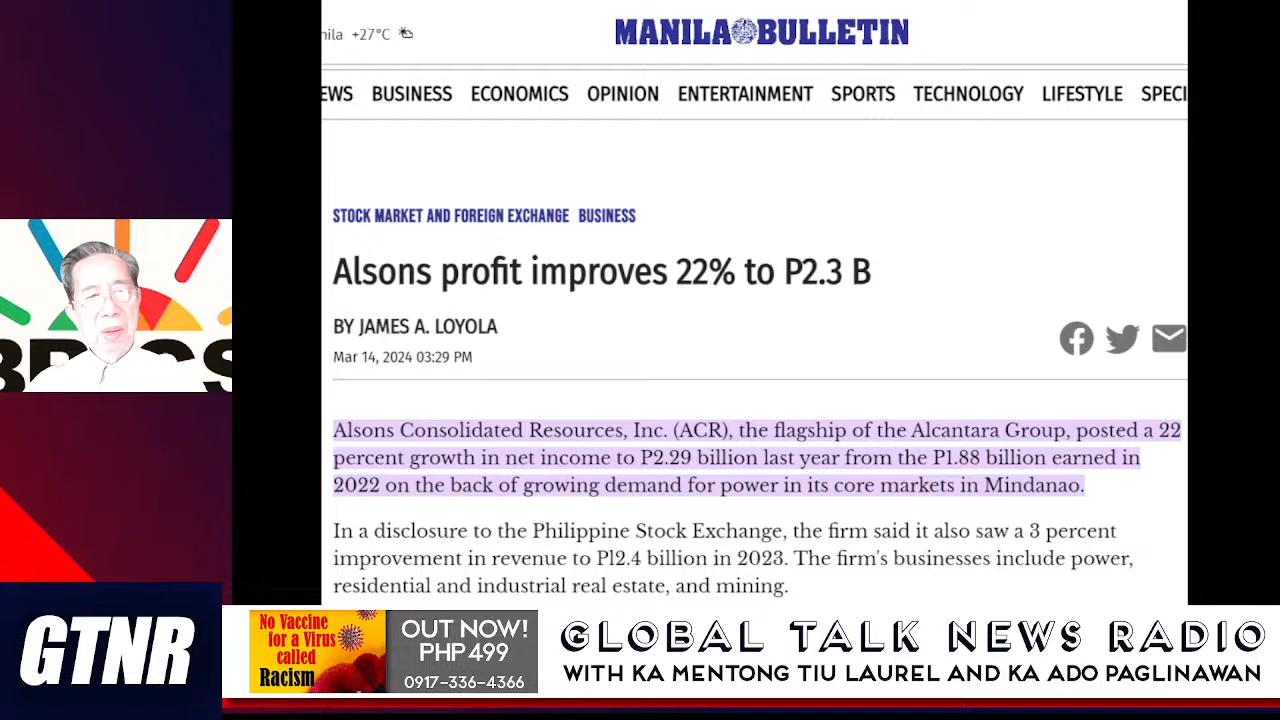 nila +27°C
MANILA BULLETIN
EWS BUSINESS ECONOMICS OPINION ENTERTAINMENT SPORTS TECHNOLOGY LIFESTYLE SPECI
STOCK MARKET AND FOREIGN EXCHANGE BUSINESS
Alsons profit improves 22% to P2.3 B
BY JAMES A. LOYOLA
Mar 14, 2024 03:29 PM
Alsons Consolidated Resources, Inc. (ACR), the flagship of the Alcantara Group, posted a 22
percent growth in net income to P2.29 billion last year from the P1.88 billion earned in
2022 on the back of growing demand for power in its core markets in Mindanao.
In a disclosure to the Philippine Stock Exchange, the firm said it also saw a 3 percent
improvement in revenue to Pl2.4 billion in 2023. The firm's businesses include power,
residential and industrial real estate, and mining.
GTNR
No Vaccine
for a Virus
called
Racism
OUT NOW!
PHP 499
0917-336-4366
GLOBAL TALK NEWS RADIO
WITH KA MENTONG TIU LAUREL AND KA ADO PAGLINAWAN